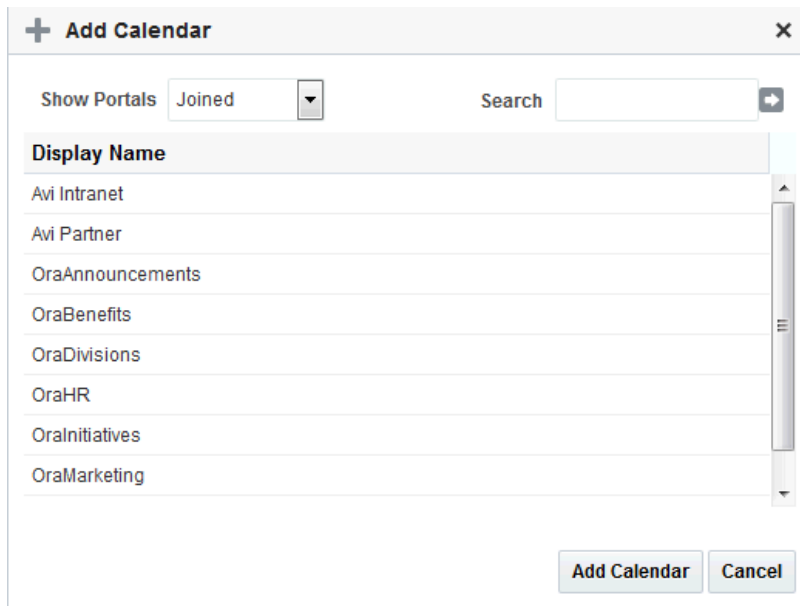 Add Calendar
Show Portals Joined Search
Display Name
Avi Intranet
Avi Partner
OraAnnouncements
OraBenefits
OraDivisions
OraHR
OraInitiatives
OraMarketing
Add Calendar Cancel